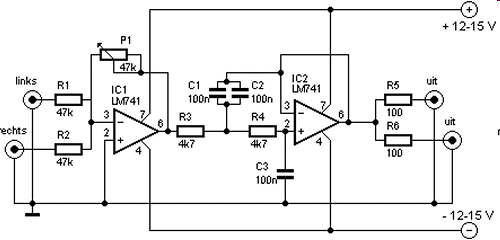 +
+ 12-15 V
P1
47k
links
R1
47k
IC1
LM741
7
3
−
6
2
+
4
rechts
R2
47k
R3
4k7
C1
100n
C2
100n
R4
4k7
C3
100n
IC2
LM741
7
3
−
6
2
+
4
R5
100
uit
R6
100
uit
- 12-15 V
−